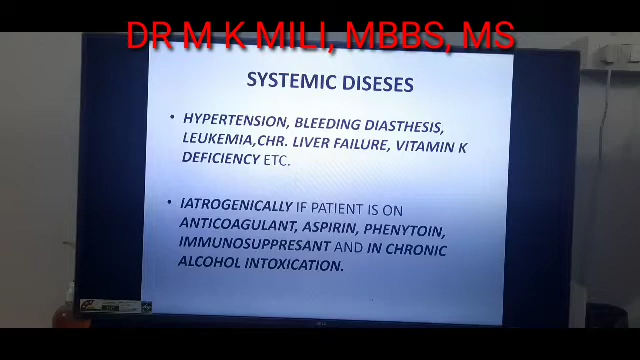 DR M K MILI, MBBS, MS
SYSTEMIC DISESES
• HYPERTENSION, BLEEDING DIASTHESIS,
LEUKEMIA,CHR. LIVER FAILURE, VITAMIN K
DEFICIENCY ETC.
• IATROGENICALLY IF PATIENT IS ON
ANTICOAGULANT, ASPIRIN, PHENYTOIN,
IMMUNOSUPPRESANT AND IN CHRONIC
ALCOHOL INTOXICATION.